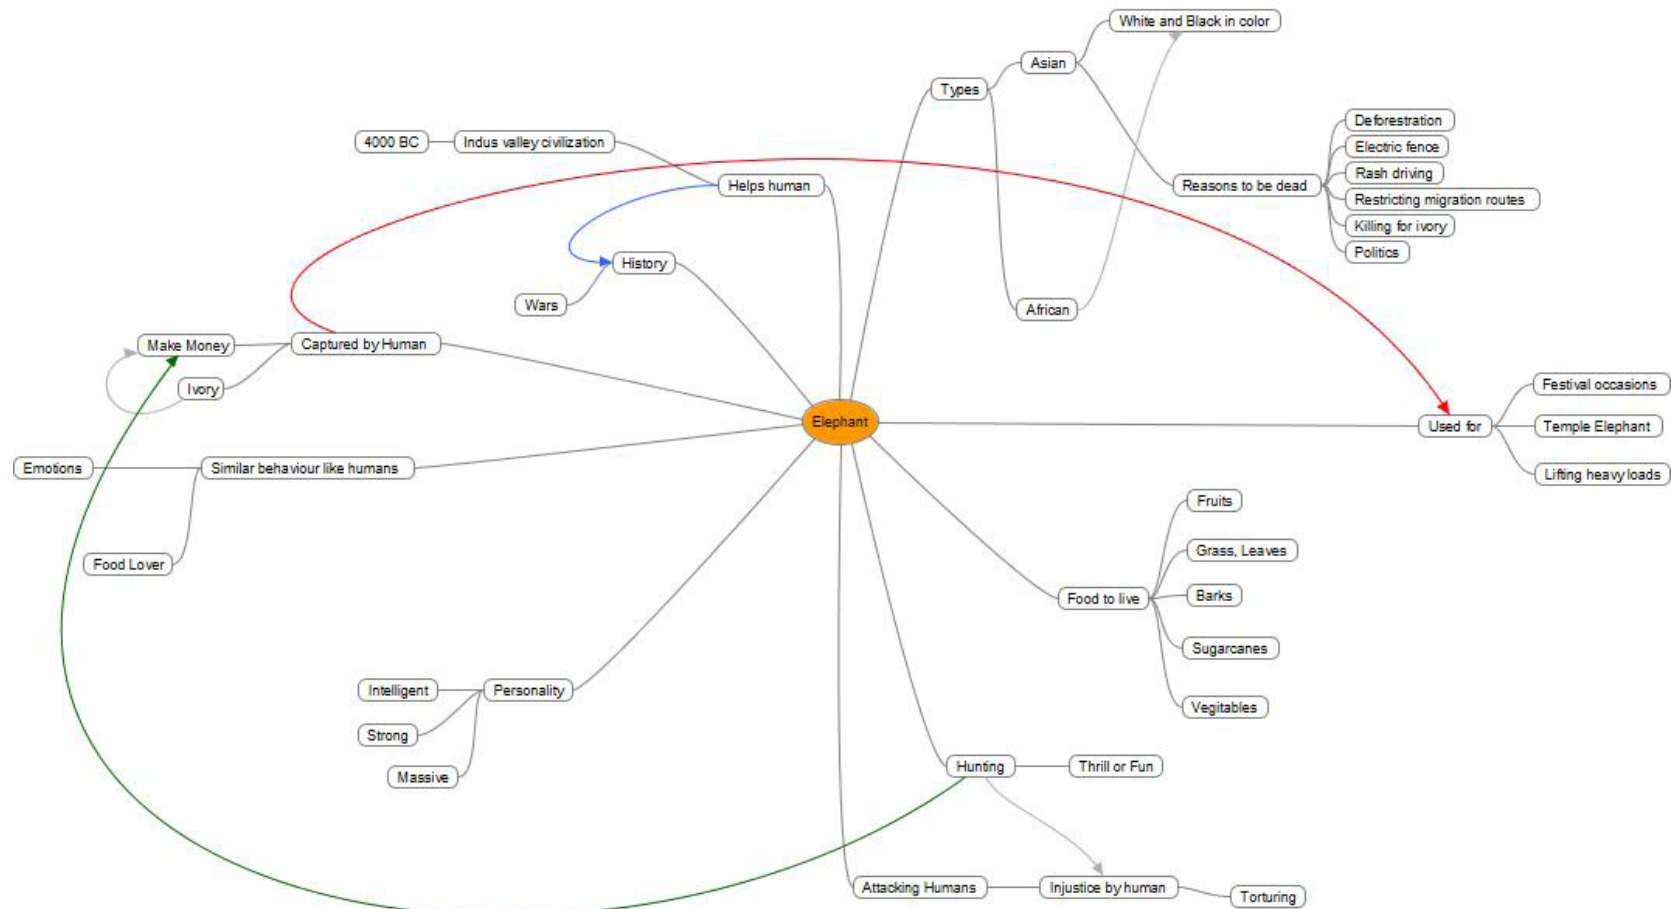 White and Black in color
Asian
Types
Deforestration
Electric fence
Rash driving
Reasons to be dead
Restricting migration routes
Killing for ivory
Politics
African
4000 BC
Indus valley civilization
Helps human
History
Wars
Make Money
Captured by Human
Ivory
Elephant
Festival occasions
Used for
Temple Elephant
Lifting heavy loads
Emotions
Similar behaviour like humans
Food Lover
Fruits
Grass, Leaves
Food to live
Barks
Sugarcanes
Vegitables
Intelligent
Personality
Strong
Massive
Hunting
Thrill or Fun
Attacking Humans
Injustice by human
Torturing